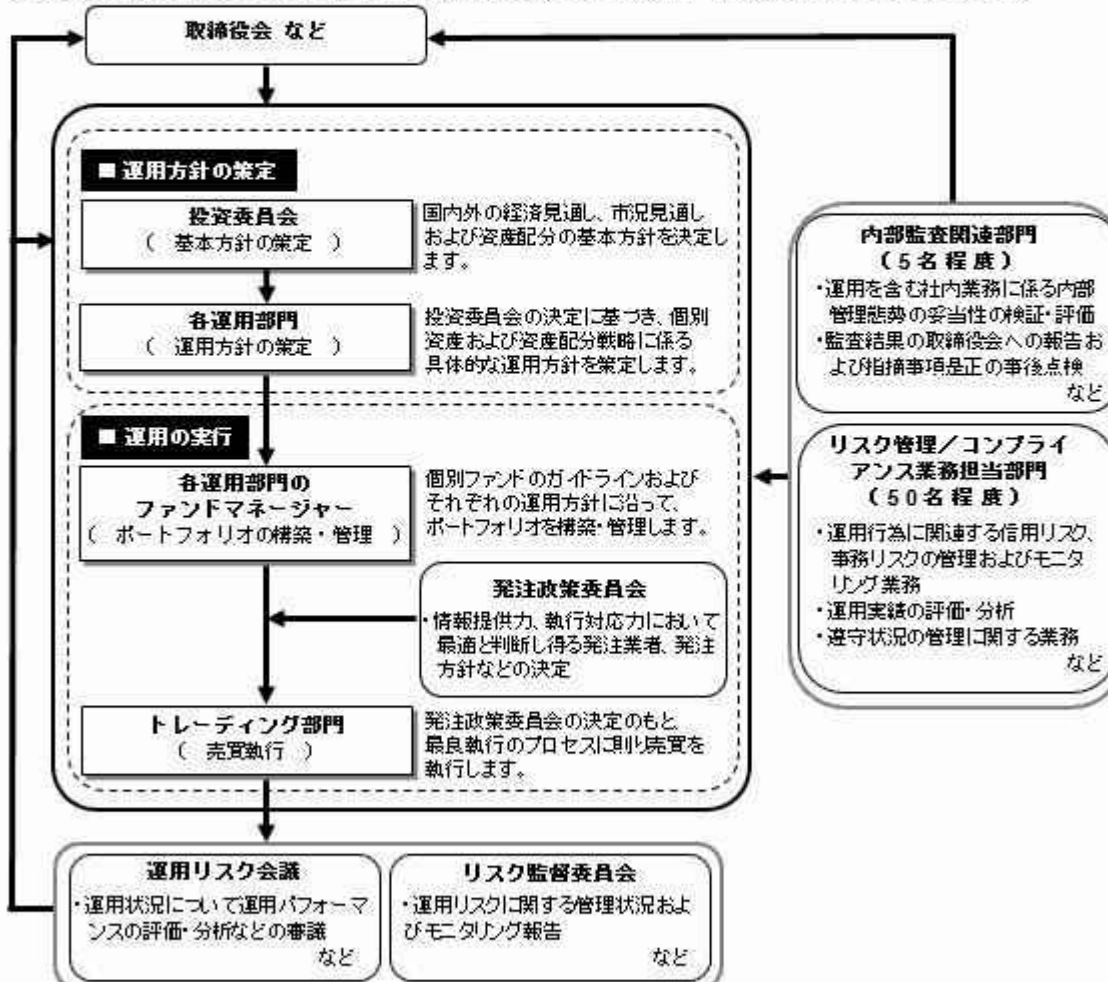 取締役会 など
■ 運用方針の策定
投資委員会
( 基本方針の策定 )
国内外の経済見通し、市況見通し
および資産配分の基本方針を決定し
ます。
各運用部門
( 運用方針の策定 )
投資委員会の決定に基づき、個別
資産および資産配分戦略に係る
具体的な運用方針を策定します。
■ 運用の実行
各運用部門の
ファンドマネージャー
( ポートフォリオの構築・管理 )
個別ファンドのガイドラインおよび
それぞれの運用方針に沿って、
ポートフォリオを構築・管理します。
発注政策委員会
・情報提供力、執行対応力において
最適と判断し得る発注業者、発注
方針などの決定
トレーディング部門
( 売買執行 )
発注政策委員会の決定のもと
最良執行のプロセスに則り売買を
執行します。
内部監査関連部門
(5名程度)
・運用を含む社内業務に係る内部
管理態勢の妥当性の検証・評価
・監査結果の取締役会への報告お
よび指摘事項是正の事後点検
など
リスク管理/コンプライ
アンス業務担当部門
(50名程度)
・運用行為に関連する信用リスク、
事務リスクの管理およびモニタ
リング業務
・運用実績の評価・分析
・遵守状況の管理に関する業務
など
運用リスク会議
・運用状況について運用パフォーマ
ンスの評価・分析などの審議
など
リスク監督委員会
・運用リスクに関する管理状況およ
びモニタリング報告
など